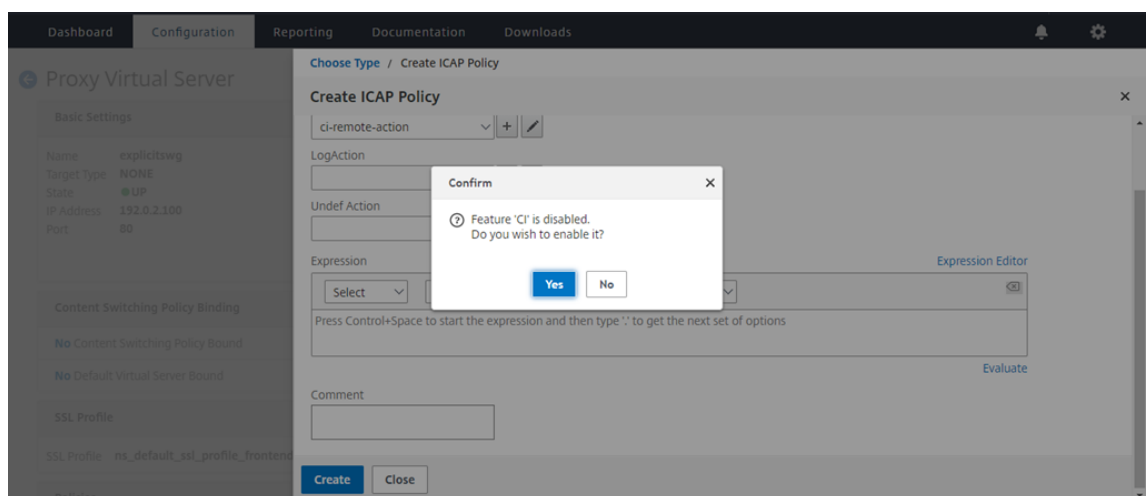 Dashboard Configuration Reporting Documentation Downloads
Proxy Virtual Server
Basic Settings
Name explicitswg
Target Type NONE
State UP
IP Address 192.0.2.100
Port 80
Content Switching Policy Binding
No Content Switching Policy Bound
No Default Virtual Server Bound
SSL Profile
SSL Profile ns_default_ssl_profile_frontend
Choose Type / Create ICAP Policy
Create ICAP Policy
ci-remote-action
LogAction
Undef Action
Expression
Expression Editor
Select
Press Control+Space to start the expression and then type '.' to get the next set of options
Evaluate
Comment
Create Close
Confirm
Feature 'CI' is disabled.
Do you wish to enable it?
Yes No